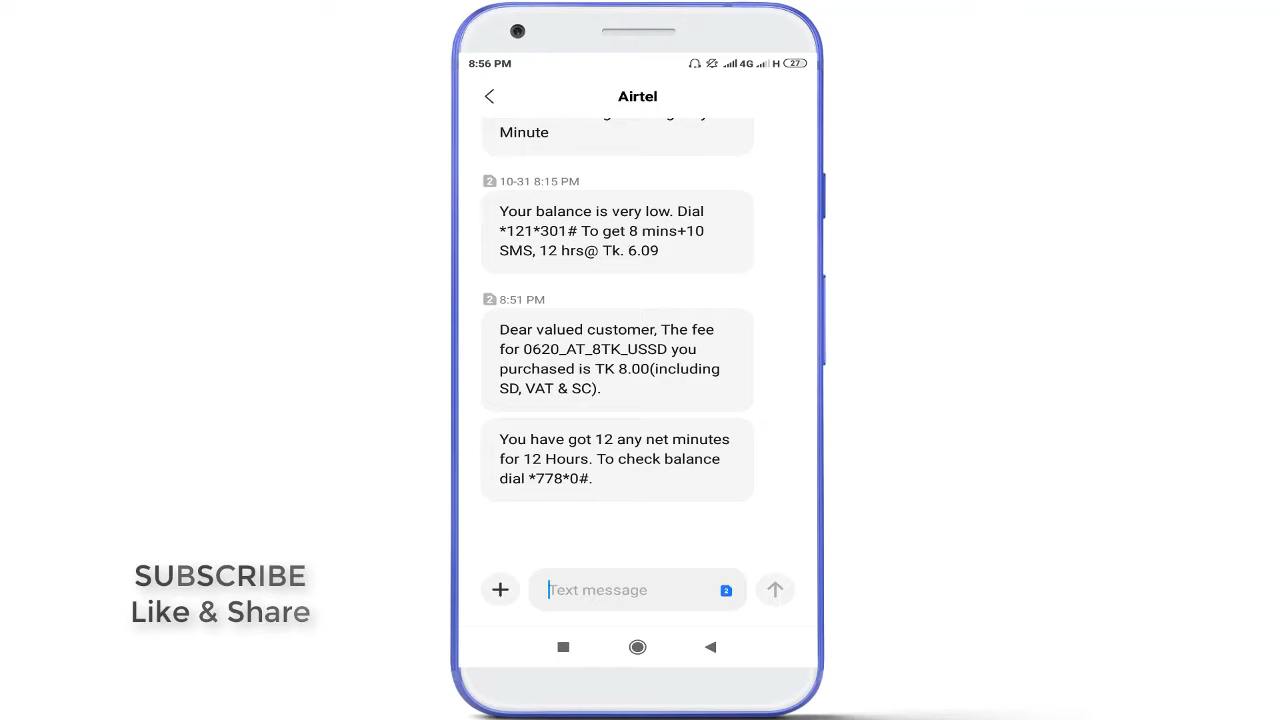 8:56 PM
4G
H
27
Airtel
Minute
2 10-31 8:15 PM
Your balance is very low. Dial
*121*301# To get 8 mins+10
SMS, 12 hrs@ Tk. 6.09
2 8:51 PM
Dear valued customer, The fee
for 0620_AT_8TK_USSD you
purchased is TK 8.00(including
SD, VAT & SC).
You have got 12 any net minutes
for 12 Hours. To check balance
dial *778*0#.
SUBSCRIBE
Like & Share
Text message
2